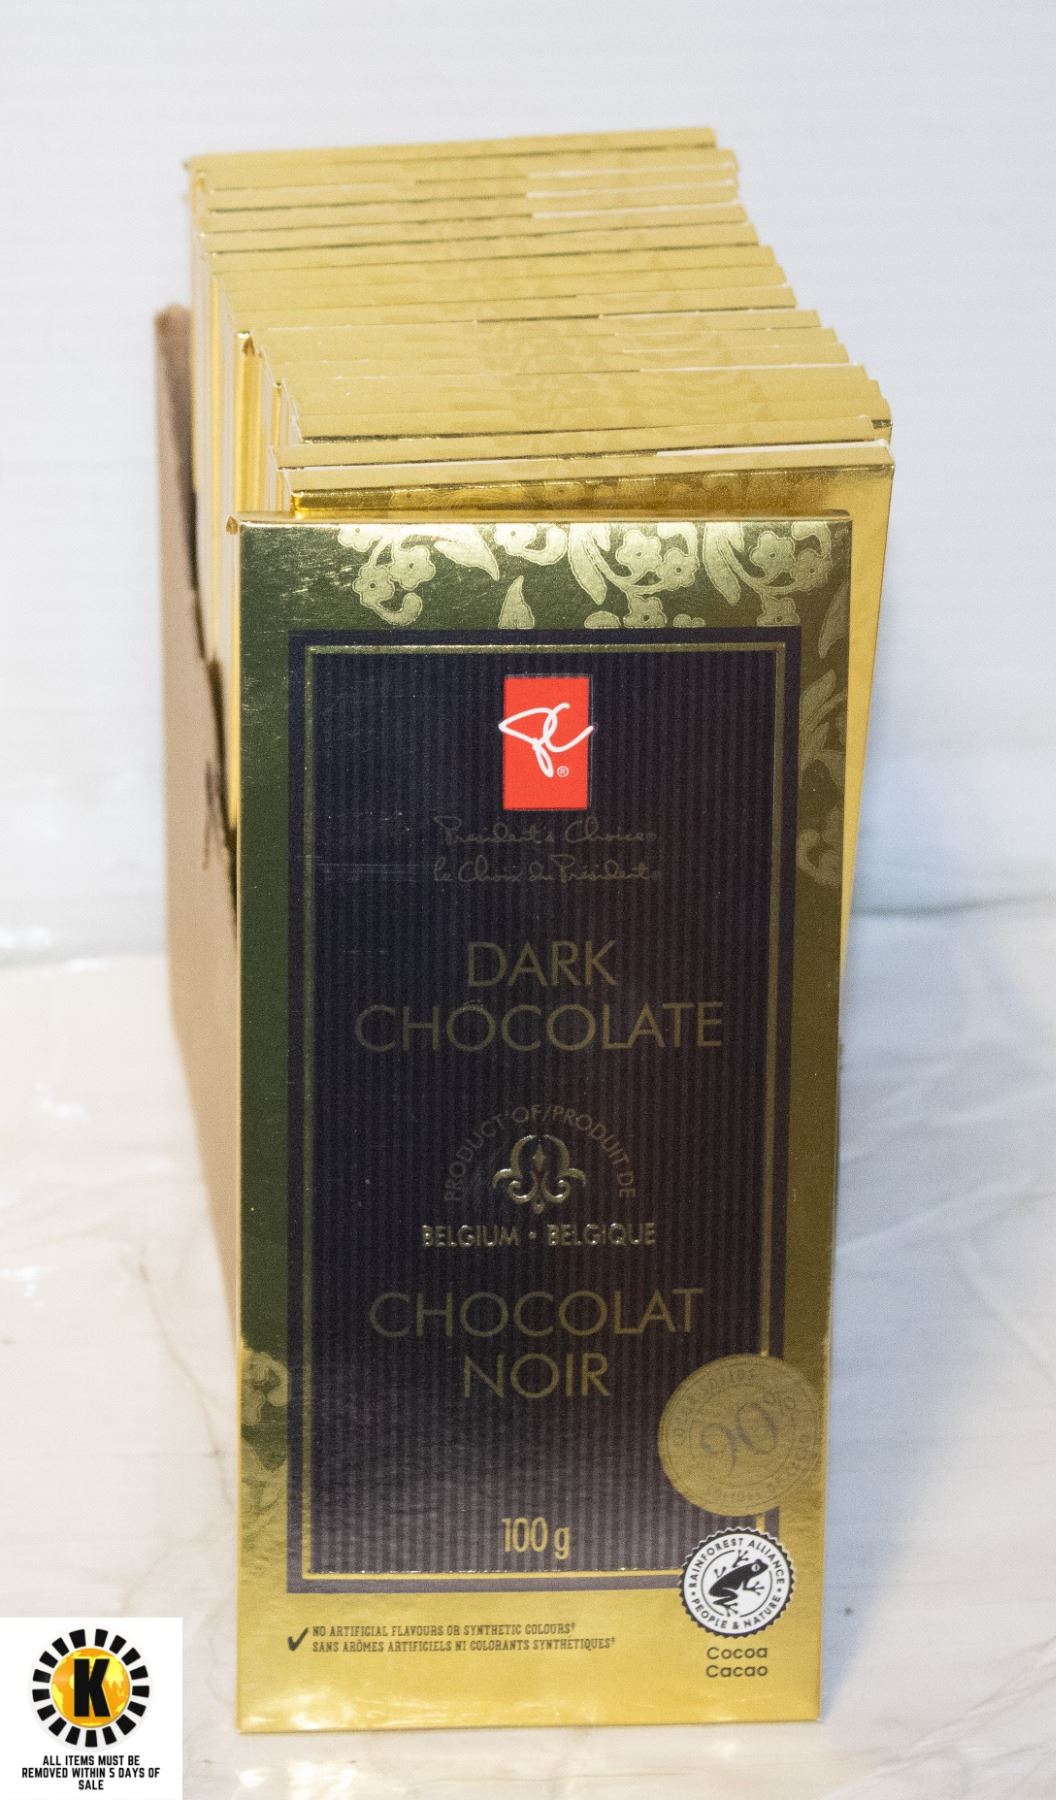 PC®
President's Choice®
le Choix du Président®
DARK
CHOCOLATE
PRODUCT OF/PRODUIT DE
BELGIUM • BELGIQUE
CHOCOLAT
NOIR
90%
100 g
RAINFOREST ALLIANCE
• PEOPLE & NATURE •
Cocoa
Cacao
NO ARTIFICIAL FLAVOURS OR SYNTHETIC COLOURS‡
SANS ARÔMES ARTIFICIELS NI COLORANTS SYNTHÉTIQUES‡
K
ALL ITEMS MUST BE
REMOVED WITHIN 5 DAYS OF
SALE